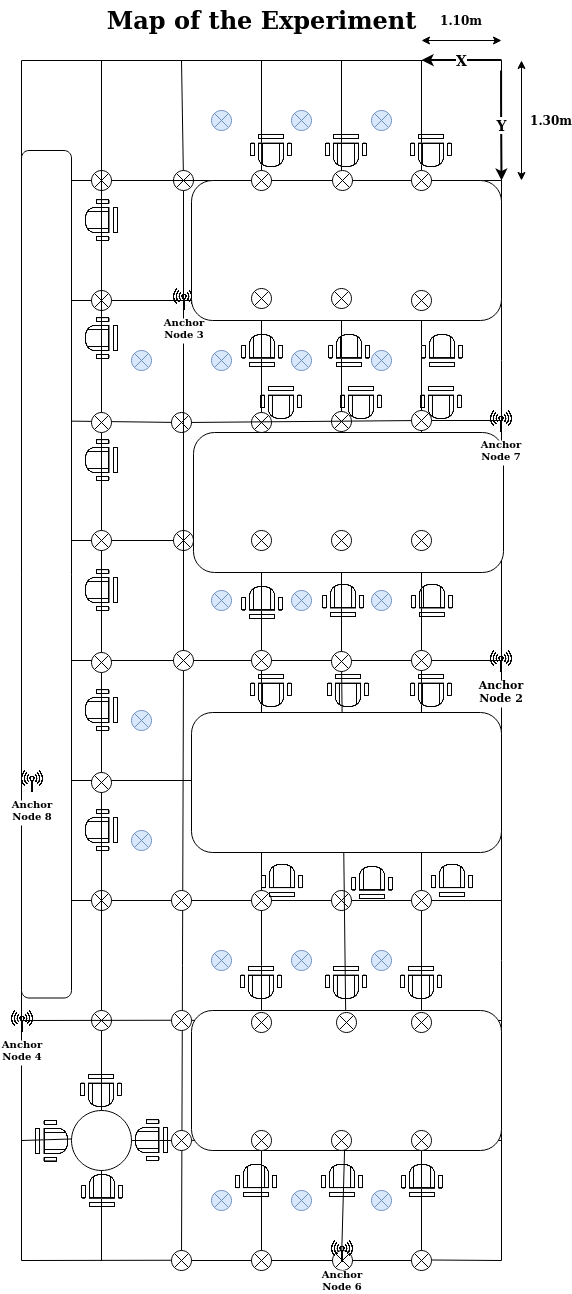 Map of the Experiment
1.10m
X
Y
1.30m
Anchor
Node 3
Anchor
Node 7
Anchor
Node 2
Anchor
Node 8
Anchor
Node 4
Anchor
Node 6